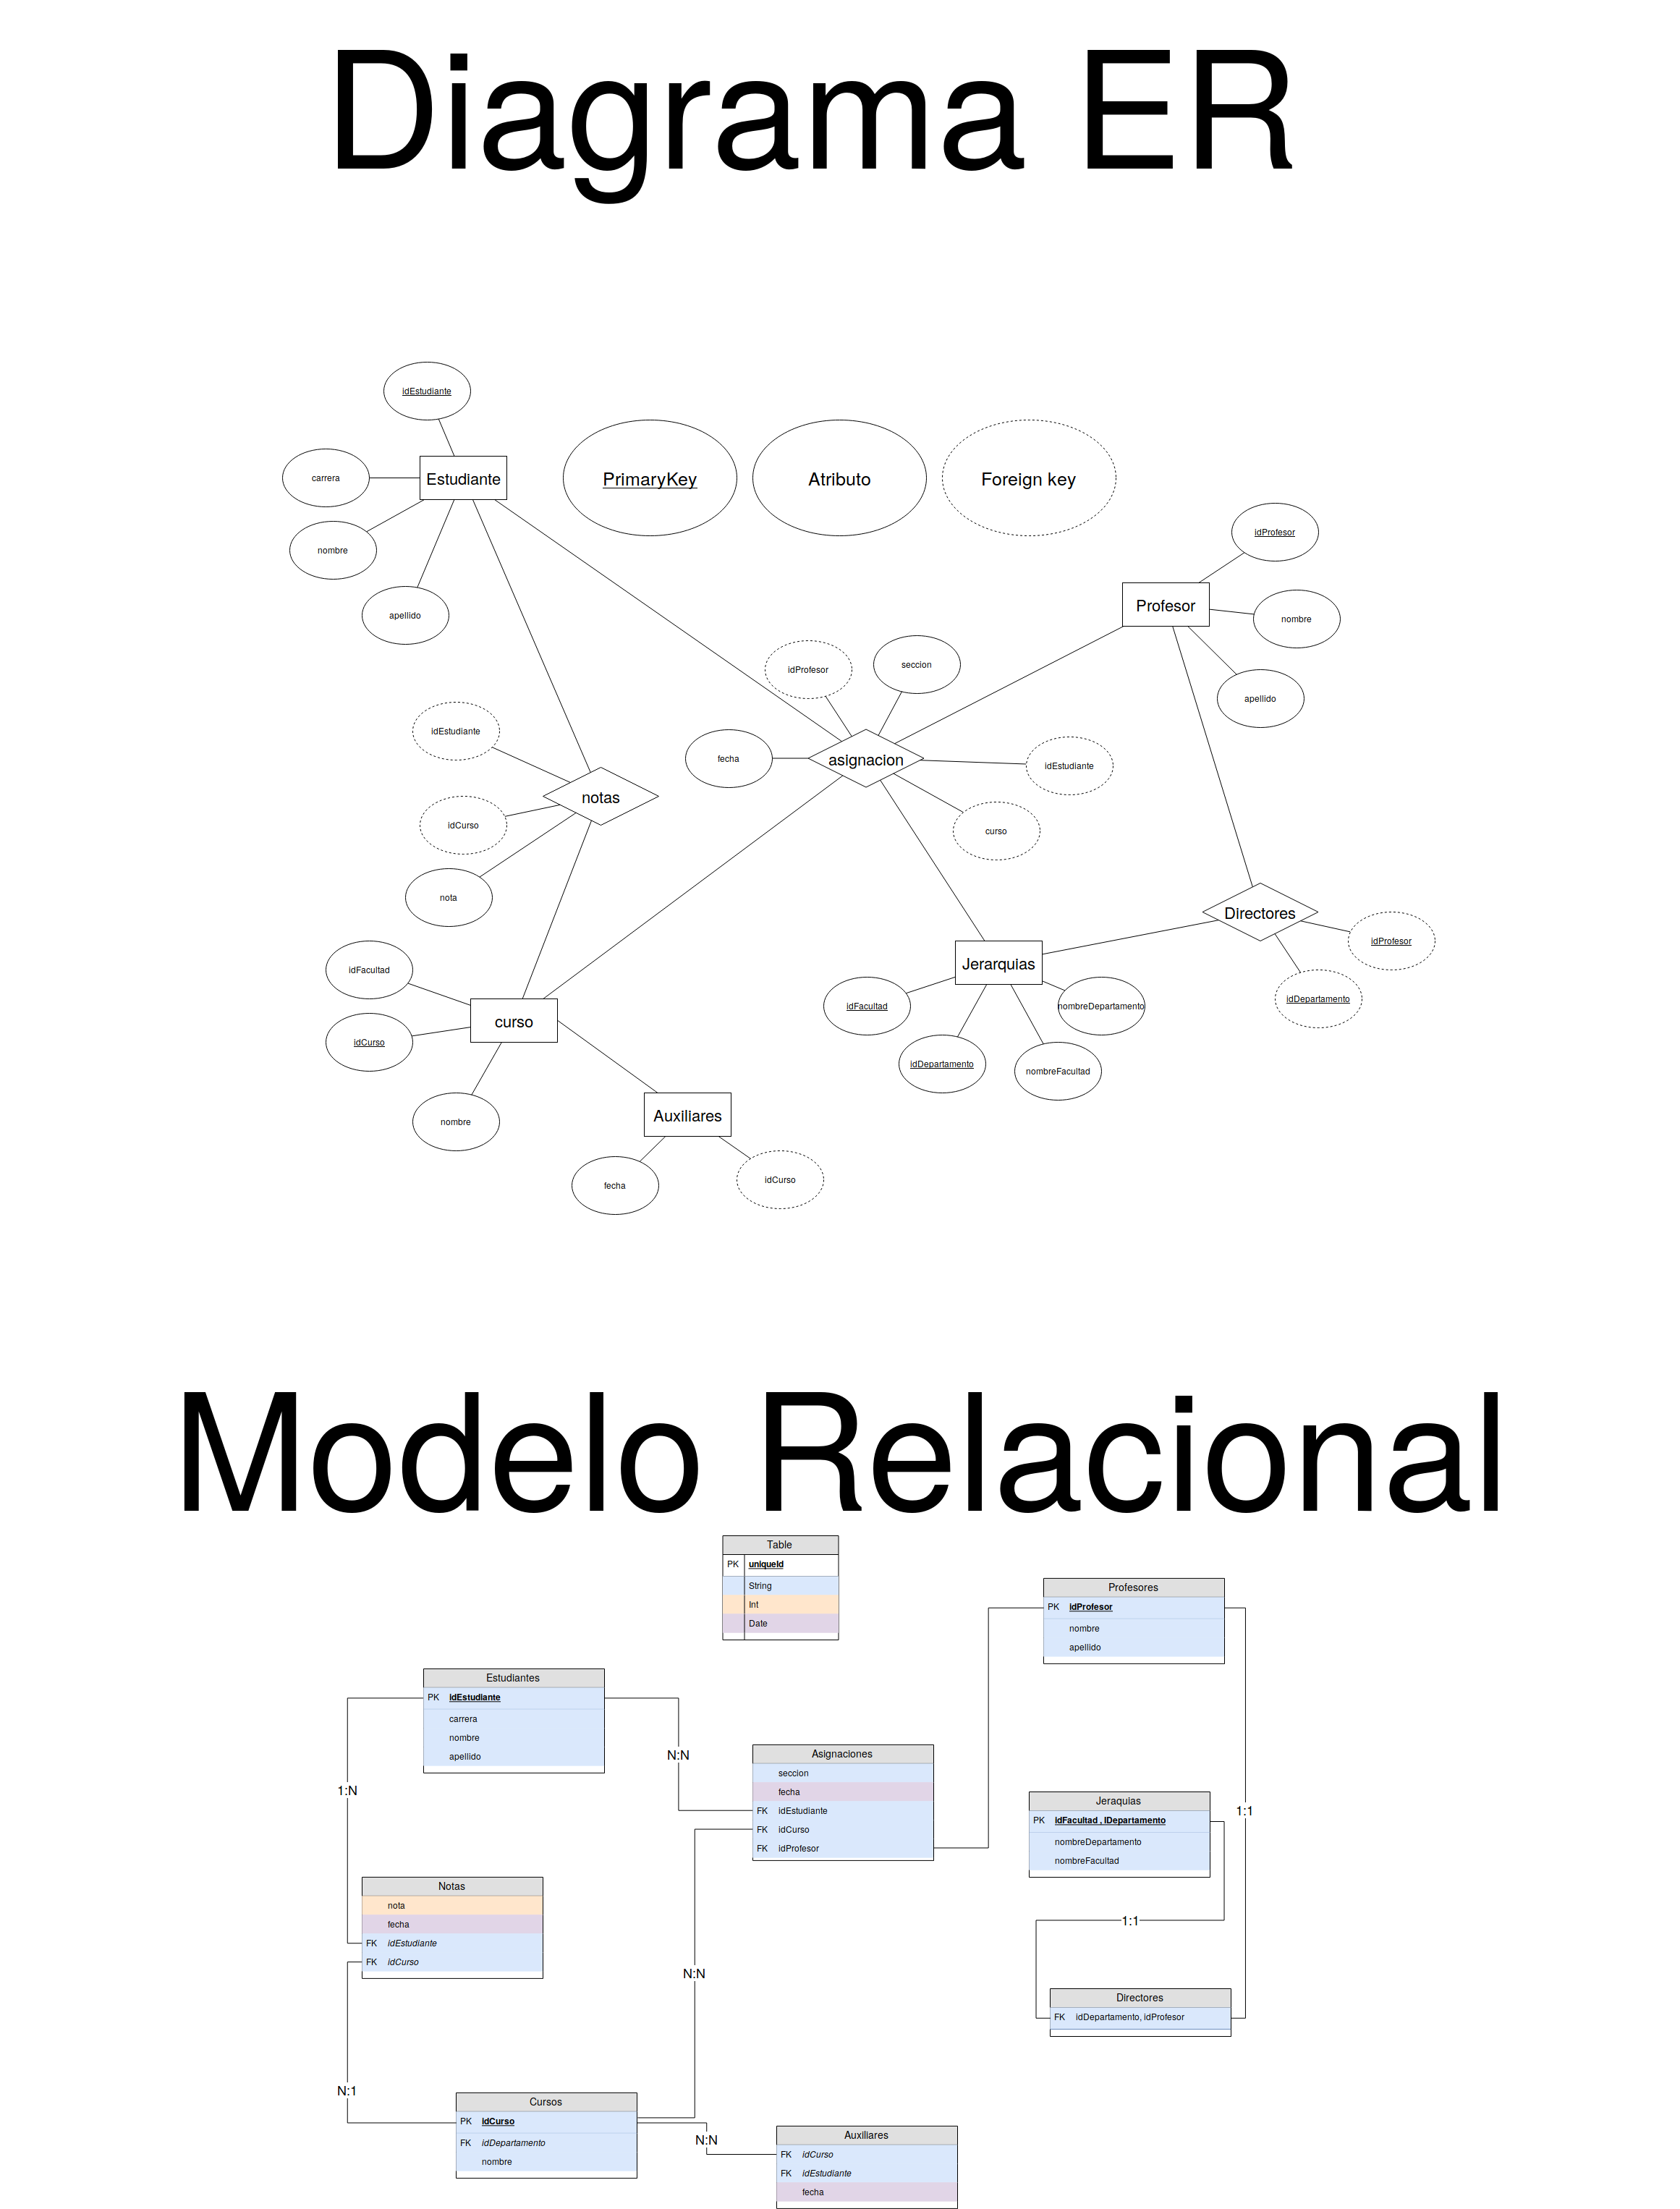 Diagrama ER
idEstudiante
carrera
Estudiante
nombre
apellido
PrimaryKey
Atributo
Foreign key
idProfesor
Profesor
nombre
apellido
idProfesor
seccion
fecha
asignacion
idEstudiante
curso
idEstudiante
notas
idCurso
nota
Directores
idProfesor
idDepartamento
Jerarquias
idFacultad
nombreDepartamento
idDepartamento
nombreFacultad
idFacultad
curso
idCurso
nombre
Auxiliares
fecha
idCurso
Modelo Relacional
Table
PK uniqueId
String
Int
Date
Profesores
PK idProfesor
nombre
apellido
Estudiantes
PK idEstudiante
carrera
nombre
apellido
N:N
1:N
Asignaciones
seccion
fecha
FK idEstudiante
FK idCurso
FK idProfesor
Jeraquias
PK idFacultad , IDepartamento
nombreDepartamento
nombreFacultad
1:1
1:1
Notas
nota
fecha
FK idEstudiante
FK idCurso
N:N
Directores
FK idDepartamento, idProfesor
N:1
Cursos
PK idCurso
FK idDepartamento
nombre
N:N
Auxiliares
FK idCurso
FK idEstudiante
fecha